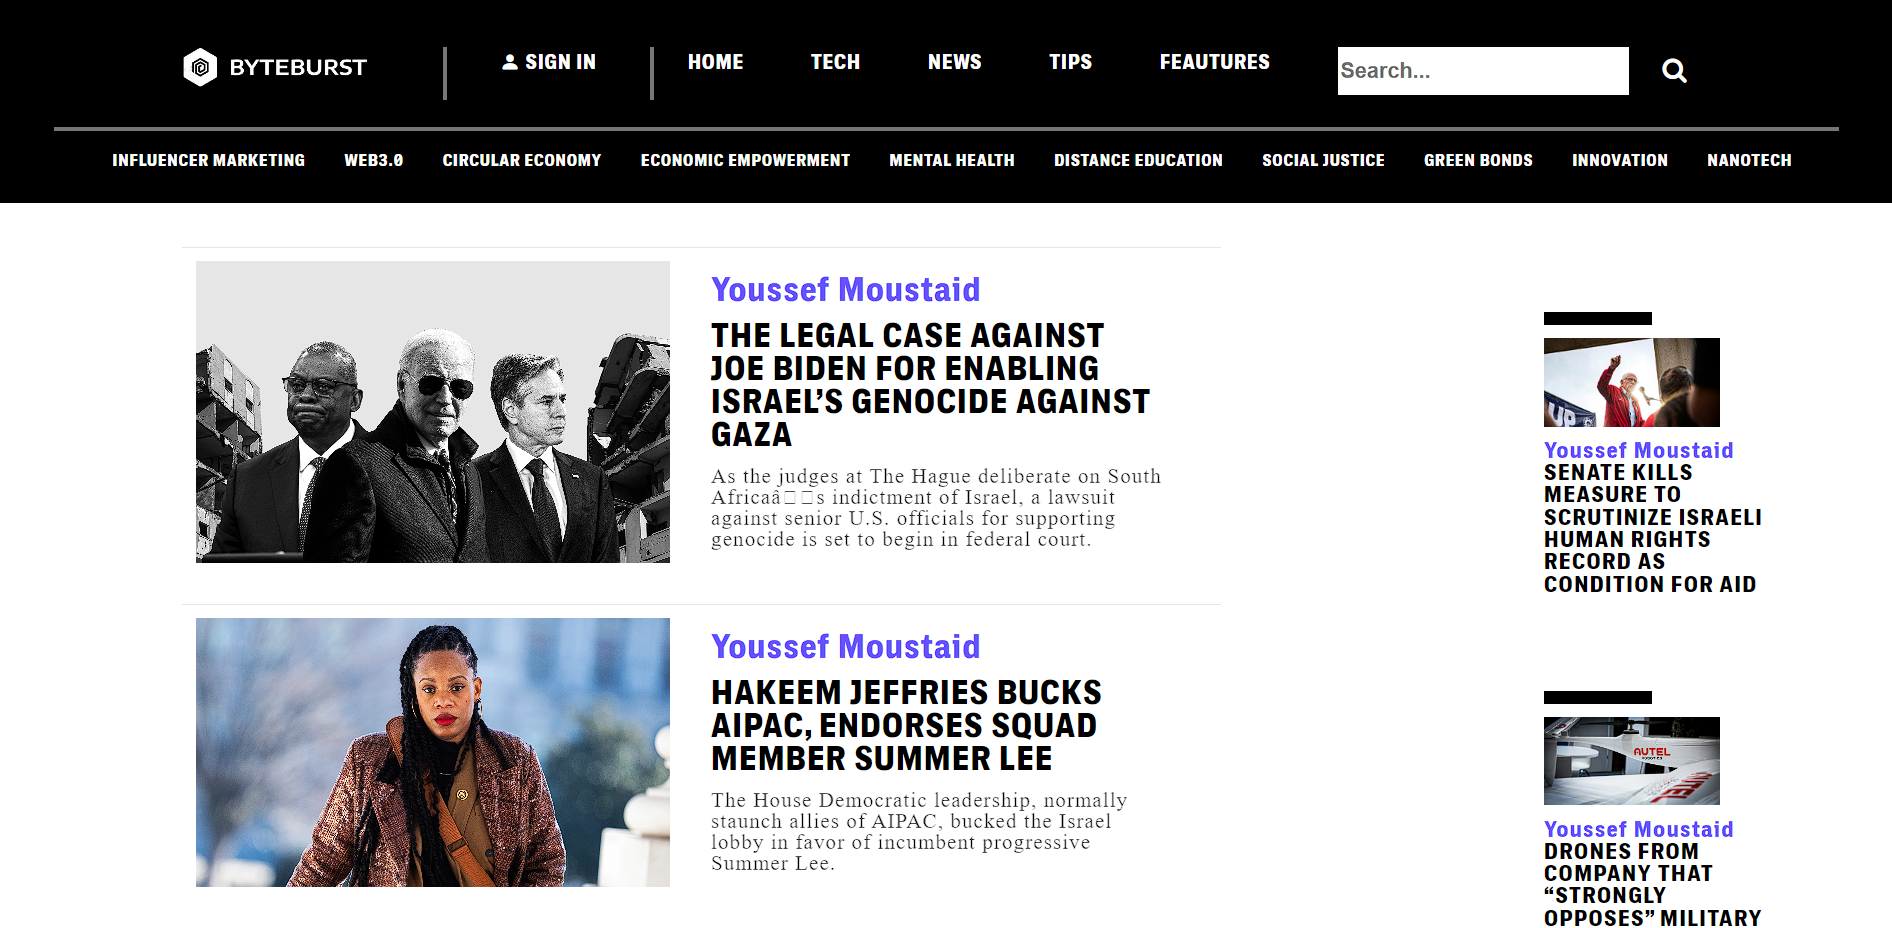 BYTEBURST
SIGN IN
HOME
TECH
NEWS
TIPS
FEAUTURES
Search...
INFLUENCER MARKETING
WEB3.0
CIRCULAR ECONOMY
ECONOMIC EMPOWERMENT
MENTAL HEALTH
DISTANCE EDUCATION
SOCIAL JUSTICE
GREEN BONDS
INNOVATION
NANOTECH
Youssef Moustaid
THE LEGAL CASE AGAINST
JOE BIDEN FOR ENABLING
ISRAEL’S GENOCIDE AGAINST
GAZA
As the judges at The Hague deliberate on South
Africaâ□□s indictment of Israel, a lawsuit
against senior U.S. officials for supporting
genocide is set to begin in federal court.
Youssef Moustaid
HAKEEM JEFFRIES BUCKS
AIPAC, ENDORSES SQUAD
MEMBER SUMMER LEE
The House Democratic leadership, normally
staunch allies of AIPAC, bucked the Israel
lobby in favor of incumbent progressive
Summer Lee.
UP
Youssef Moustaid
SENATE KILLS
MEASURE TO
SCRUTINIZE ISRAELI
HUMAN RIGHTS
RECORD AS
CONDITION FOR AID
AUTEL
ROBOTICS
Youssef Moustaid
DRONES FROM
COMPANY THAT
“STRONGLY
OPPOSES” MILITARY